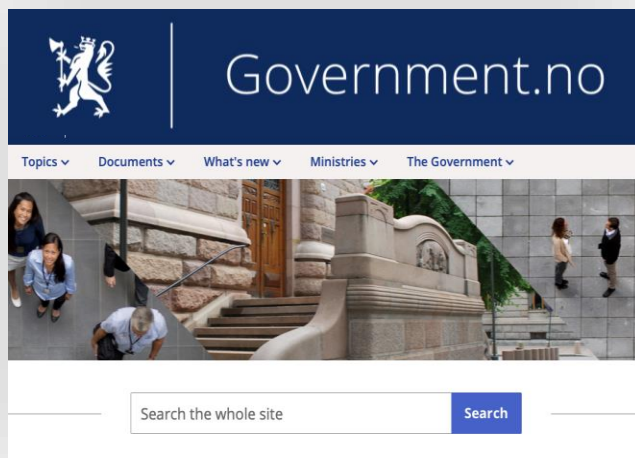 Government.no
Topics Documents What's new Ministries The Government
Search the whole site Search